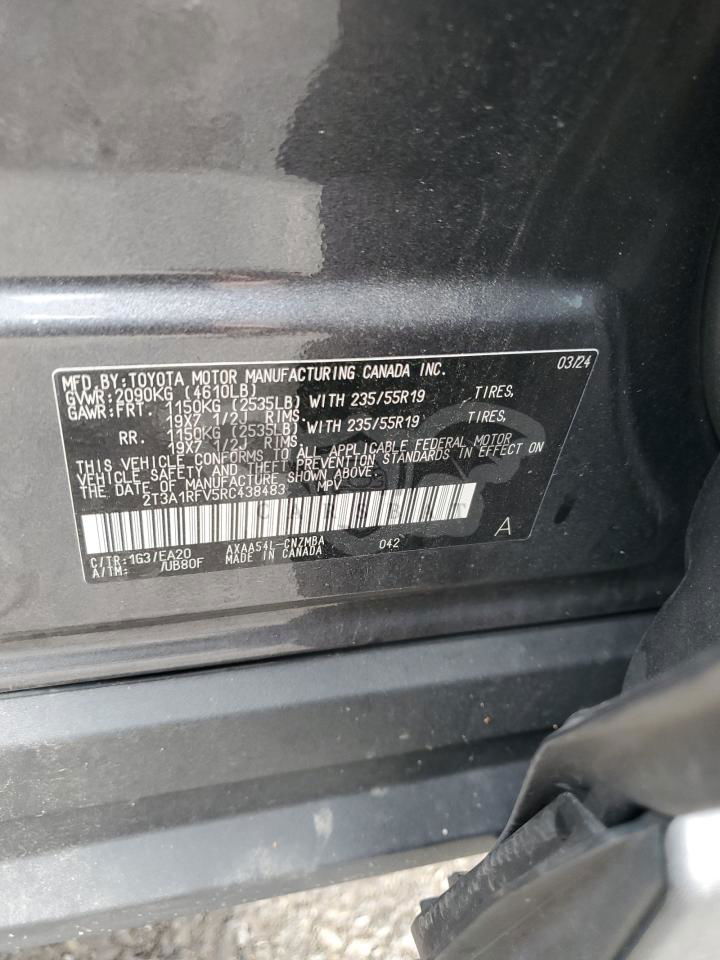 MFD.BY:TOYOTA MOTOR MANUFACTURING CANADA INC. 03/24
GVWR:2090KG (4610LB)
GAWR:FRT. 1150KG (2535LB) WITH 235/55R19 TIRES,
19X7 1/2J RIMS.
RR. 1150KG (2535LB) WITH 235/55R19 TIRES,
19X7 1/2J RIMS.
THIS VEHICLE CONFORMS TO ALL APPLICABLE FEDERAL MOTOR
VEHICLE SAFETY AND THEFT PREVENTION STANDARDS IN EFFECT ON
THE DATE OF MANUFACTURE SHOWN ABOVE.
2T3A1RFV5RC438483 MPV
A
C/TR:1G3/EA20 AXAA54L-CNZMBA 042
A/TM: /UB80F MADE IN CANADA